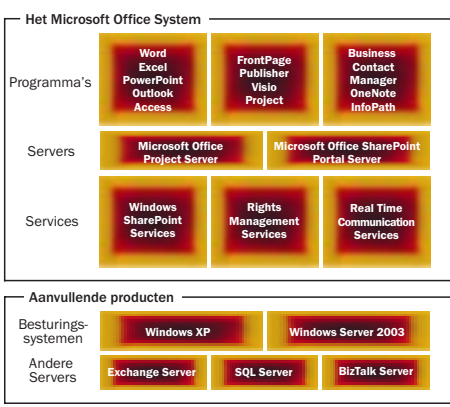 Het Microsoft Office System
Programma's
Word
Excel
PowerPoint
Outlook
Access
FrontPage
Publisher
Visio
Project
Business
Contact
Manager
OneNote
InfoPath
Servers
Microsoft Office
Project Server
Microsoft Office SharePoint
Portal Server
Services
Windows
SharePoint
Services
Rights
Management
Services
Real Time
Communication
Services
Aanvullende producten
Besturings-
systemen
Windows XP
Windows Server 2003
Andere
Servers
Exchange Server
SQL Server
BizTalk Server